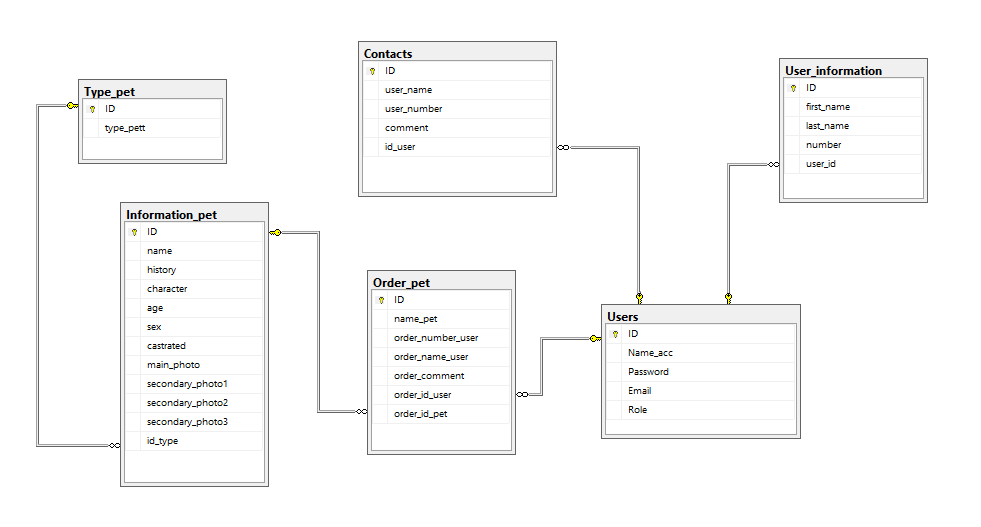 Type_pet
ID
type_pett
Contacts
ID
user_name
user_number
comment
id_user
User_information
ID
first_name
last_name
number
user_id
Information_pet
ID
name
history
character
age
sex
castrated
main_photo
secondary_photo1
secondary_photo2
secondary_photo3
id_type
Order_pet
ID
name_pet
order_number_user
order_name_user
order_comment
order_id_user
order_id_pet
Users
ID
Name_acc
Password
Email
Role